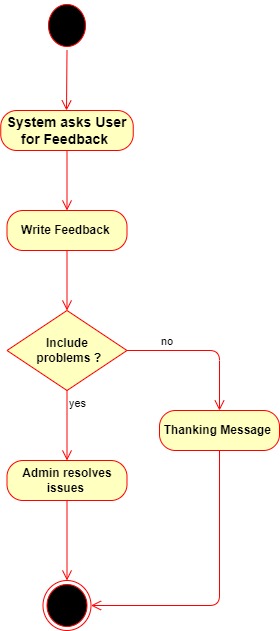 System asks User
for Feedback
Write Feedback
Include
problems ?
no
yes
Thanking Message
Admin resolves
issues